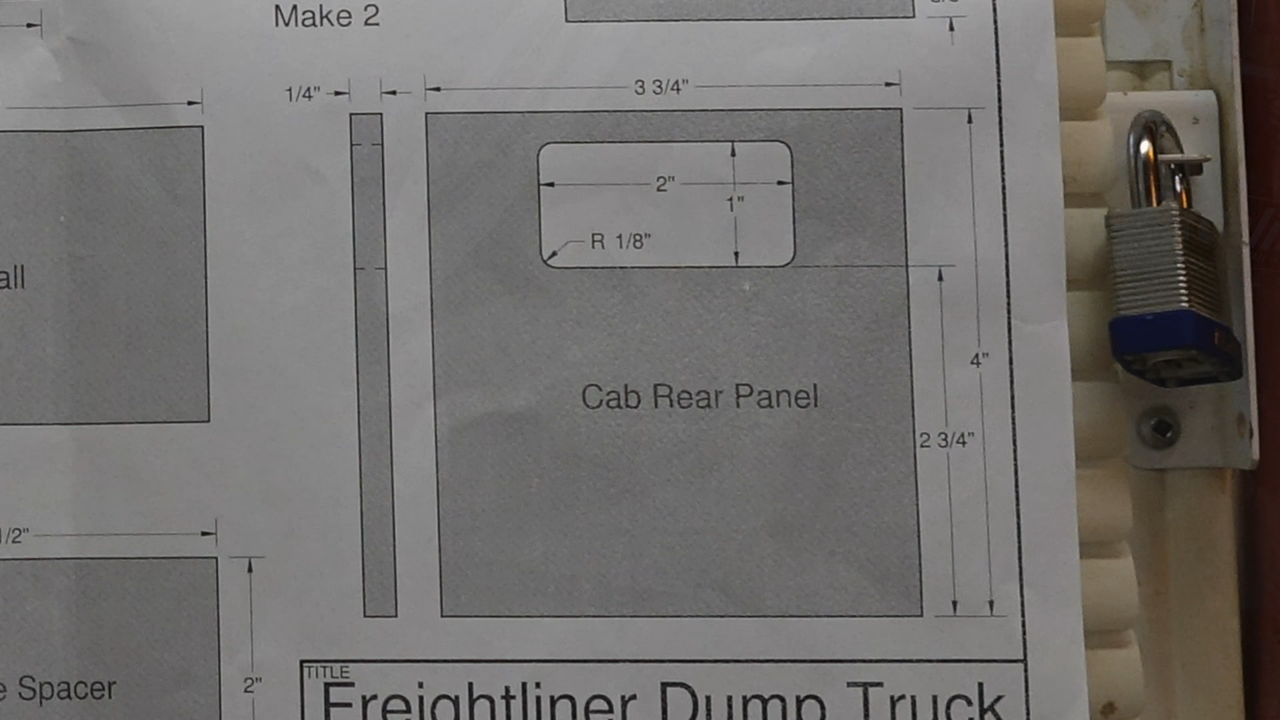 Make 2
1/4"
3 3/4"
2"
1"
R 1/8"
all
4"
Cab Rear Panel
2 3/4"
/2"
2"
e Spacer
TITLE
Freightliner Dump Truck